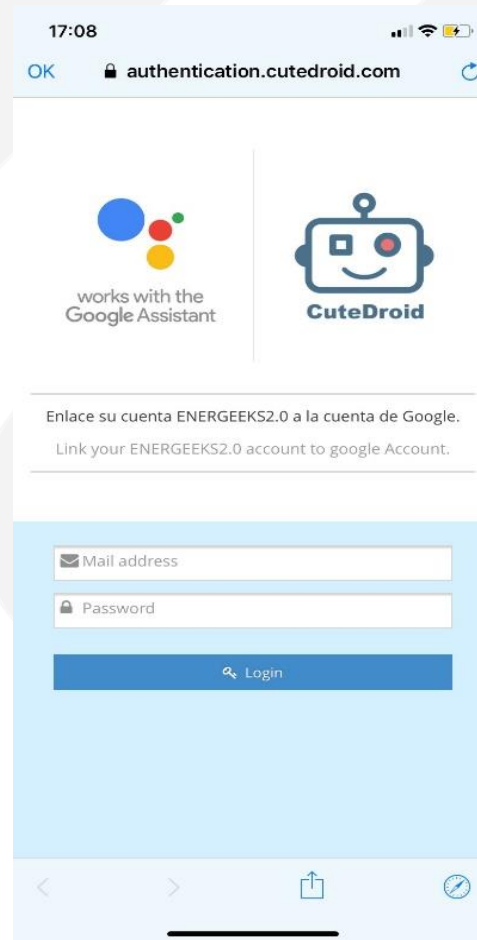 17:08
OK authentication.cutedroid.com
works with the
Google Assistant
CuteDroid
Enlace su cuenta ENERGEEKS2.0 a la cuenta de Google.
Link your ENERGEEKS2.0 account to google Account.
Mail address
Password
Login